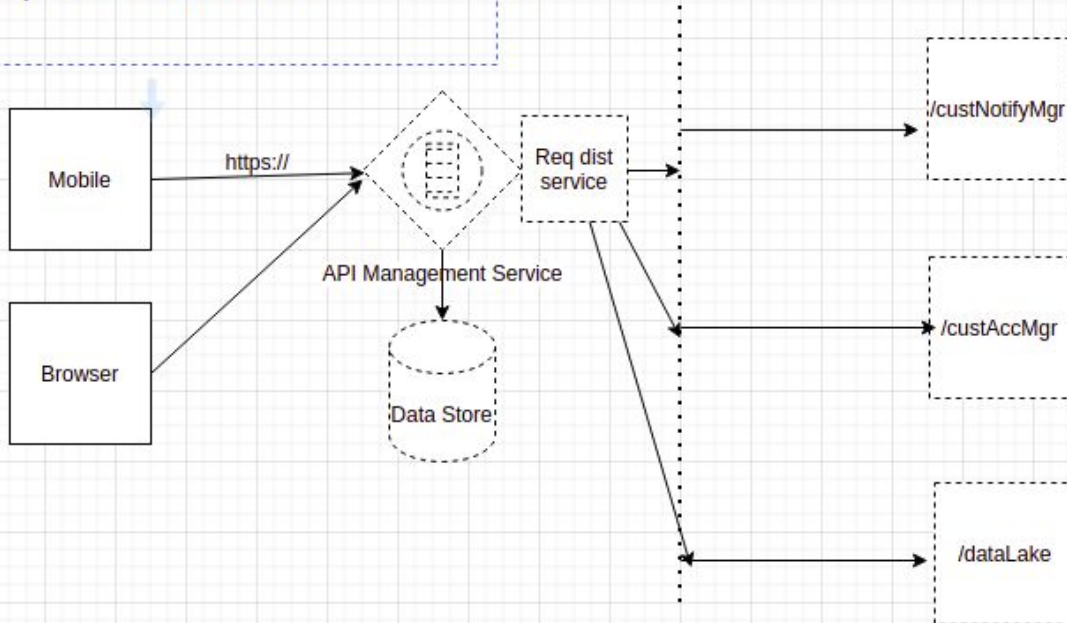 https://
Mobile
Browser
API Management Service
Data Store
Req dist
service
/custNotifyMgr
/custAccMgr
/dataLake